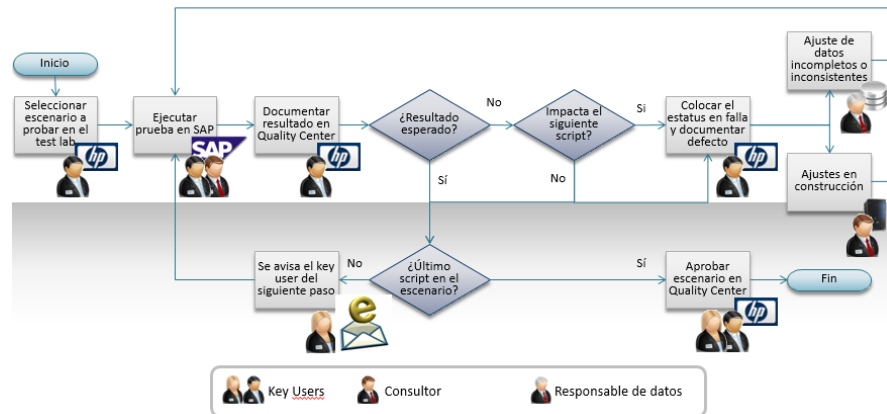 Inicio
Seleccionar
escenario a
probar en el
test lab
hp
Ejecutar
prueba en SAP
SAP
Documentar
resultado en
Quality Center
hp
¿Resultado
esperado?
No
Impacta el
siguiente
script?
Si
Colocar el
estatus en falla
y documentar
defecto
hp
Ajuste de
datos
incompletos o
inconsistentes
Sí
No
Ajustes en
construcción
Se avisa el key
user del
siguiente paso
e
No
¿Último
script en el
escenario?
Sí
Aprobar
escenario en
Quality Center
hp
Fin
Key Users
Consultor
Responsable de datos